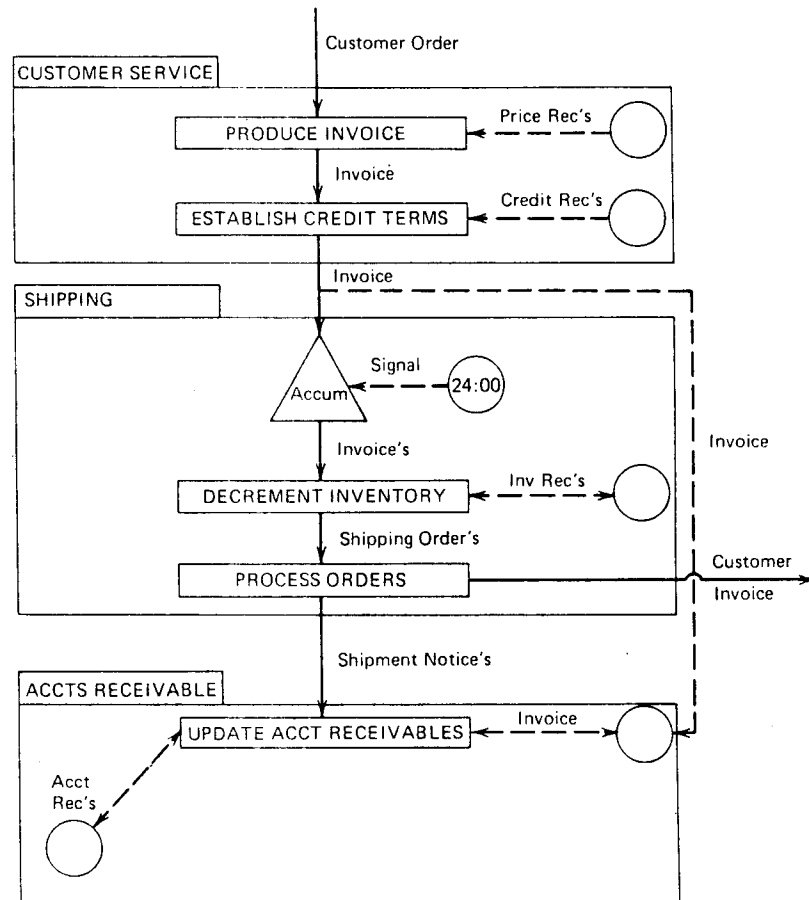 Customer Order
CUSTOMER SERVICE
Price Rec's
PRODUCE INVOICE
Invoice
Credit Rec's
ESTABLISH CREDIT TERMS
Invoice
SHIPPING
Signal
24:00
Accum
Invoice's
Invoice
Inv Rec's
DECREMENT INVENTORY
Shipping Order's
PROCESS ORDERS
Customer
Invoice
Shipment Notice's
ACCTS RECEIVABLE
Invoice
UPDATE ACCT RECEIVABLES
Acct
Rec's